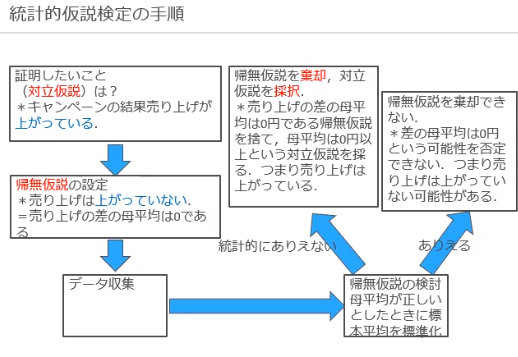 統計的仮説検定の手順
証明したいこと
（対立仮説）は？
＊キャンペーンの結果売り上げが
上がっている.
帰無仮説の設定
＊売り上げは上がっていない.
＝売り上げの差の母平均は0であ
る
データ収集
帰無仮説を棄却，対立
仮説を採択.
＊売り上げの差の母平
均は0円である帰無仮説
を捨て，母平均は0円以
上という対立仮説を採
る．つまり売り上げは
上がっている.
帰無仮説を棄却でき
ない.
＊差の母平均は0円
という可能性を否定
できない．つまり売
り上げは上がってい
ない可能性がある.
統計的にありえない
ありえる
帰無仮説の検討
母平均が正しい
としたときに標
本平均を標準化